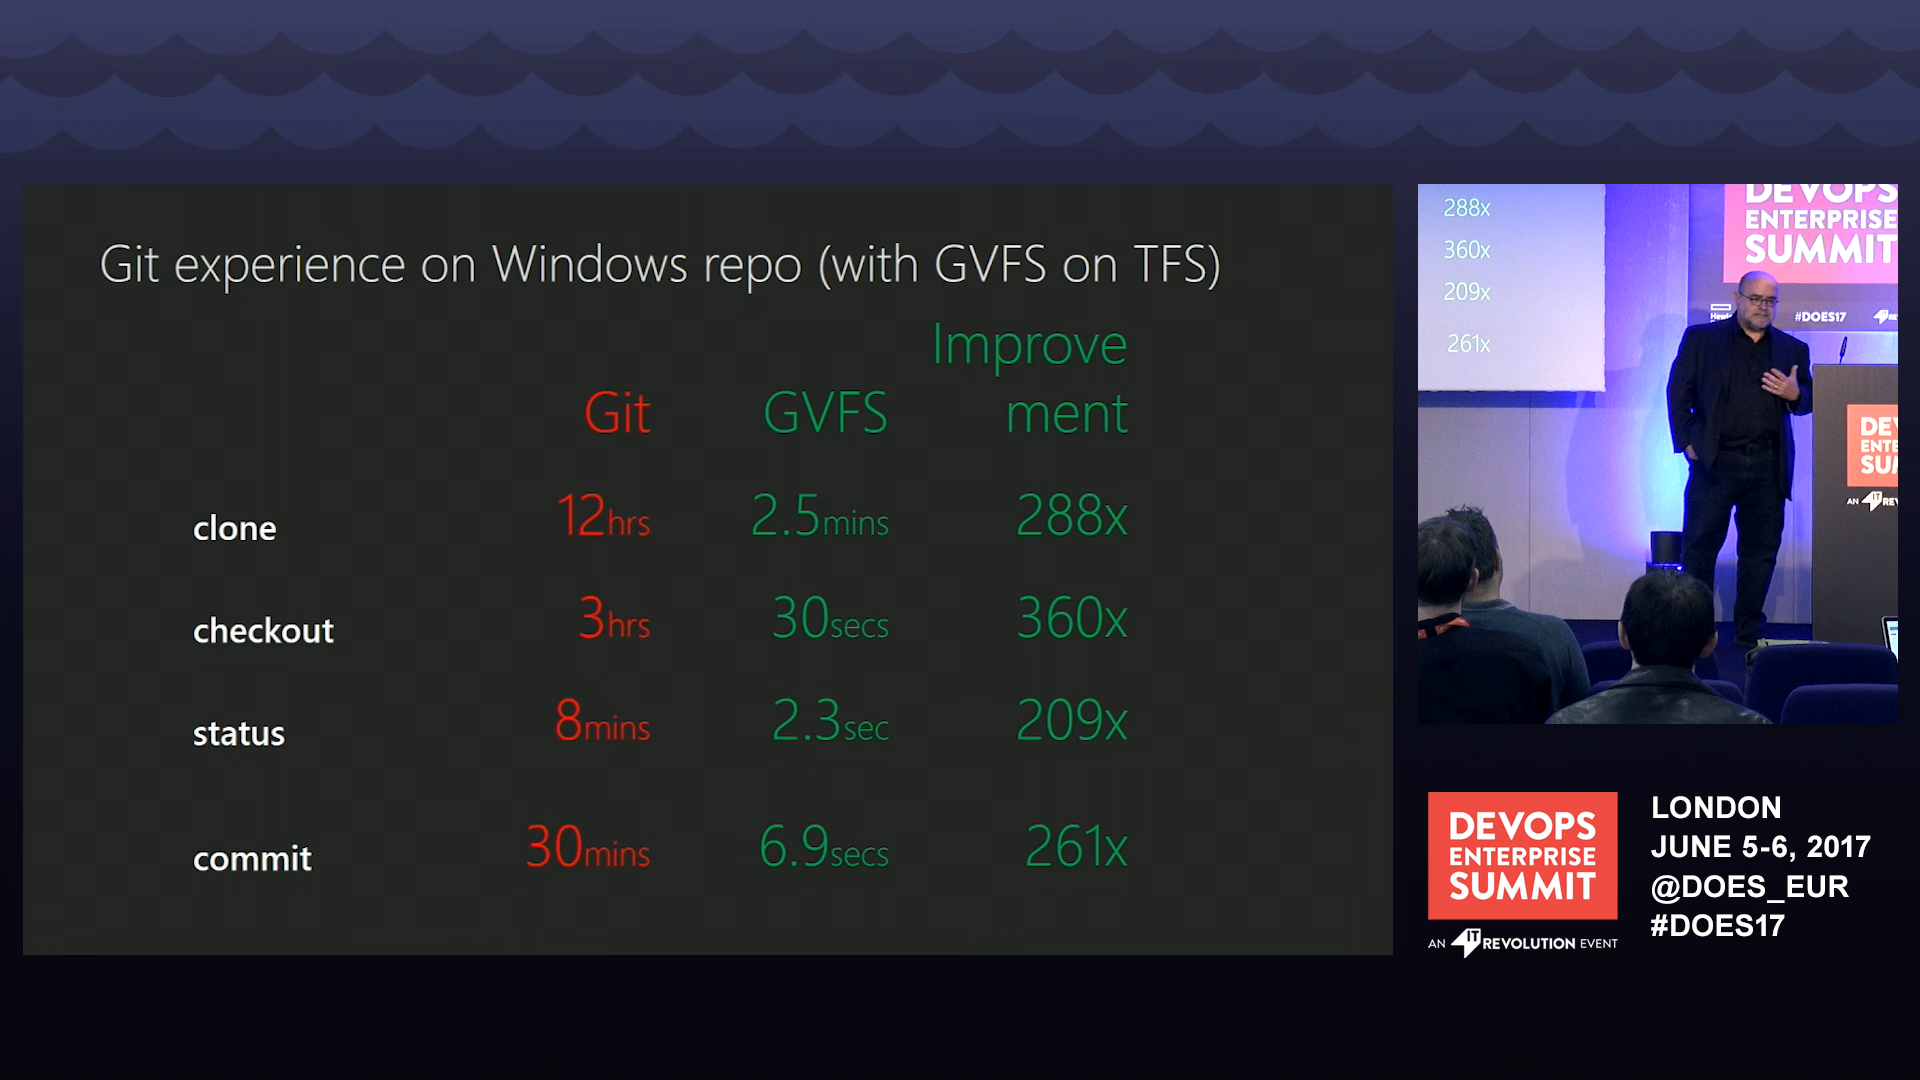 Git experience on Windows repo (with GVFS on TFS)
Git GVFS Improve
ment
clone 12hrs 2.5mins 288x
checkout 3hrs 30secs 360x
status 8mins 2.3sec 209x
commit 30mins 6.9secs 261x
288x
360x
209x
261x
DEVOPS
ENTERPRISE
SUMMIT
#DOES17
DEVOPS
ENTERPRISE
SUMMIT
AN IT REVOLUTION EVENT
LONDON
JUNE 5-6, 2017
@DOES_EUR
#DOES17